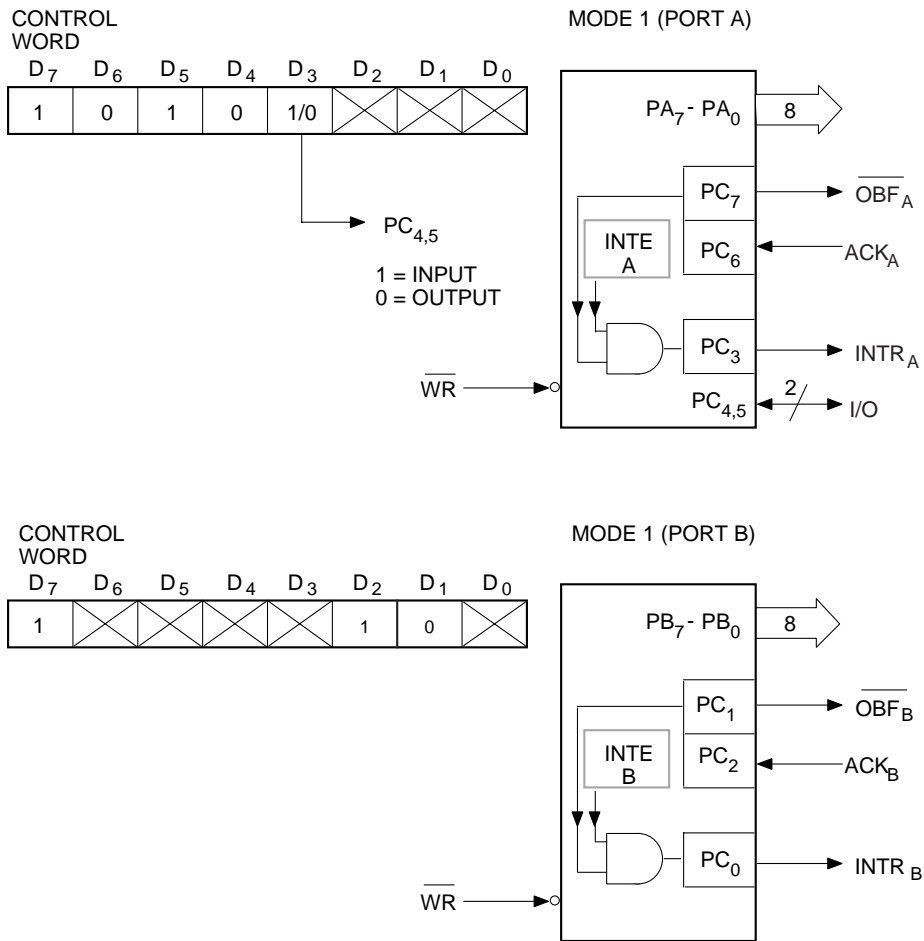 CONTROL
WORD
MODE 1 (PORT A)
D7 D6 D5 D4 D3 D2 D1 D0
1 0 1 0 1/0
PA7 - PA0 8
PC4,5
1 = INPUT
0 = OUTPUT
PC7 OBFA
INTE
A
PC6 ACKA
PC3 INTRA
WR
PC4,5 2 I/O
CONTROL
WORD
MODE 1 (PORT B)
D7 D6 D5 D4 D3 D2 D1 D0
1 1 0
PB7 - PB0 8
PC1 OBFB
INTE
B
PC2 ACKB
PC0 INTR B
WR